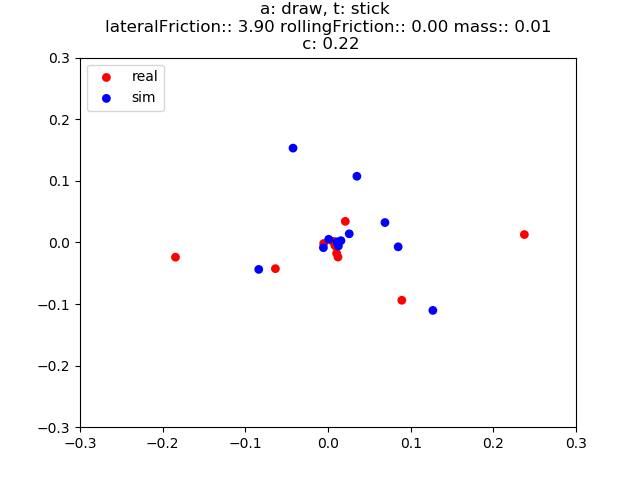 a: draw, t: stick
lateralFriction:: 3.90 rollingFriction:: 0.00 mass:: 0.01
c: 0.22
real
sim
0.3
0.2
0.1
0.0
−0.1
−0.2
−0.3
−0.3
−0.2
−0.1
0.0
0.1
0.2
0.3